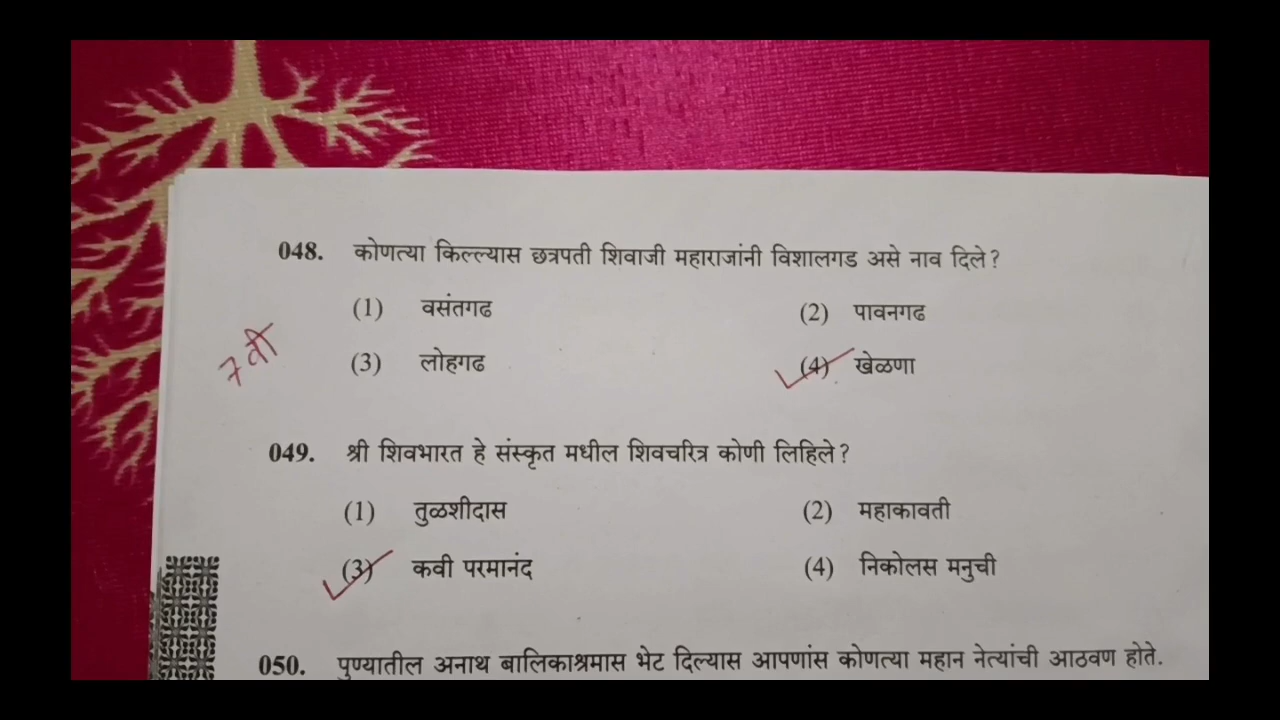 048. कोणत्या किल्ल्यास छत्रपती शिवाजी महाराजांनी विशालगड असे नाव दिले?
(1) वसंतगढ (2) पावनगढ
७ वी
(3) लोहगढ (4) खेळणा
049. श्री शिवभारत हे संस्कृत मधील शिवचरित्र कोणी लिहिले?
(1) तुळशीदास (2) महाकावती
(3) कवी परमानंद (4) निकोलस मनुची
050. पुण्यातील अनाथ बालिकाश्रमास भेट दिल्यास आपणांस कोणत्या महान नेत्यांची आठवण होते.